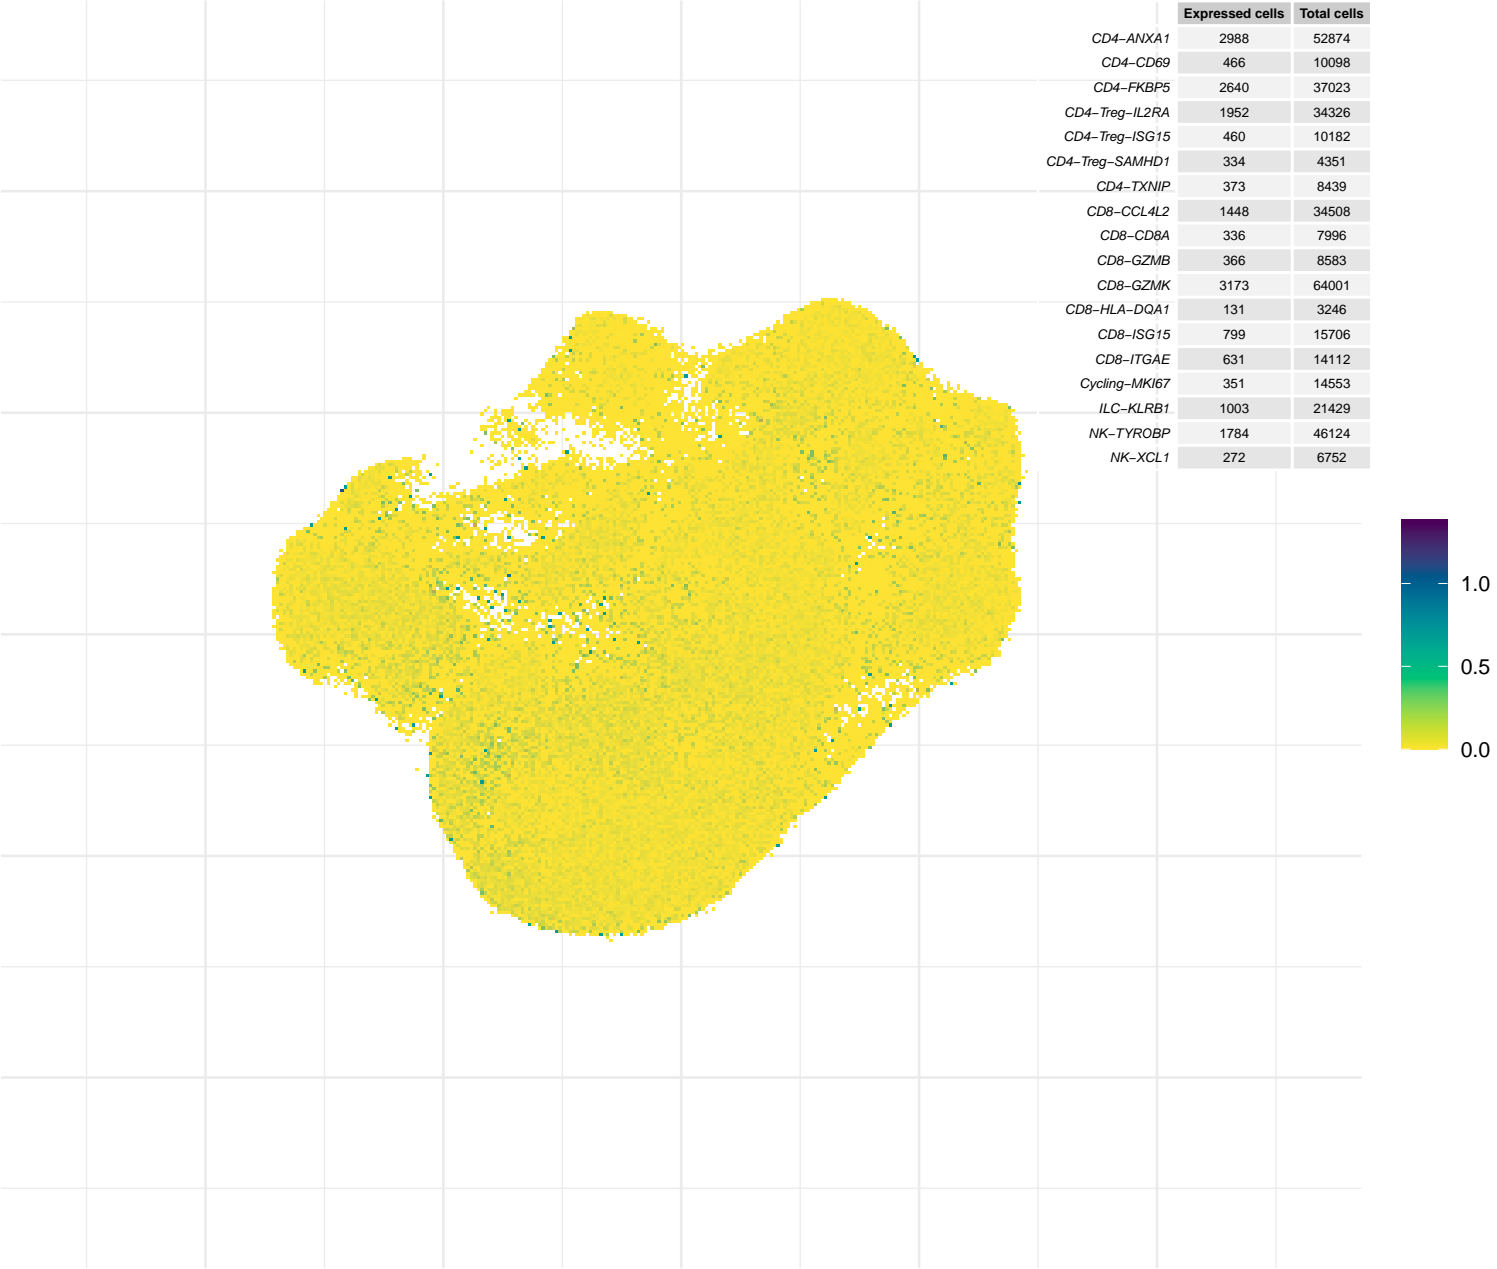 Expressed cells Total cells
CD4−ANXA1 2988 52874
CD4−CD69 466 10098
CD4−FKBP5 2640 37023
CD4−Treg−IL2RA 1952 34326
CD4−Treg−ISG15 460 10182
CD4−Treg−SAMHD1 334 4351
CD4−TXNIP 373 8439
CD8−CCL4L2 1448 34508
CD8−CD8A 336 7996
CD8−GZMB 366 8583
CD8−GZMK 3173 64001
CD8−HLA−DQA1 131 3246
CD8−ISG15 799 15706
CD8−ITGAE 631 14112
Cycling−MKI67 351 14553
ILC−KLRB1 1003 21429
NK−TYROBP 1784 46124
NK−XCL1 272 6752
1.0
0.5
0.0